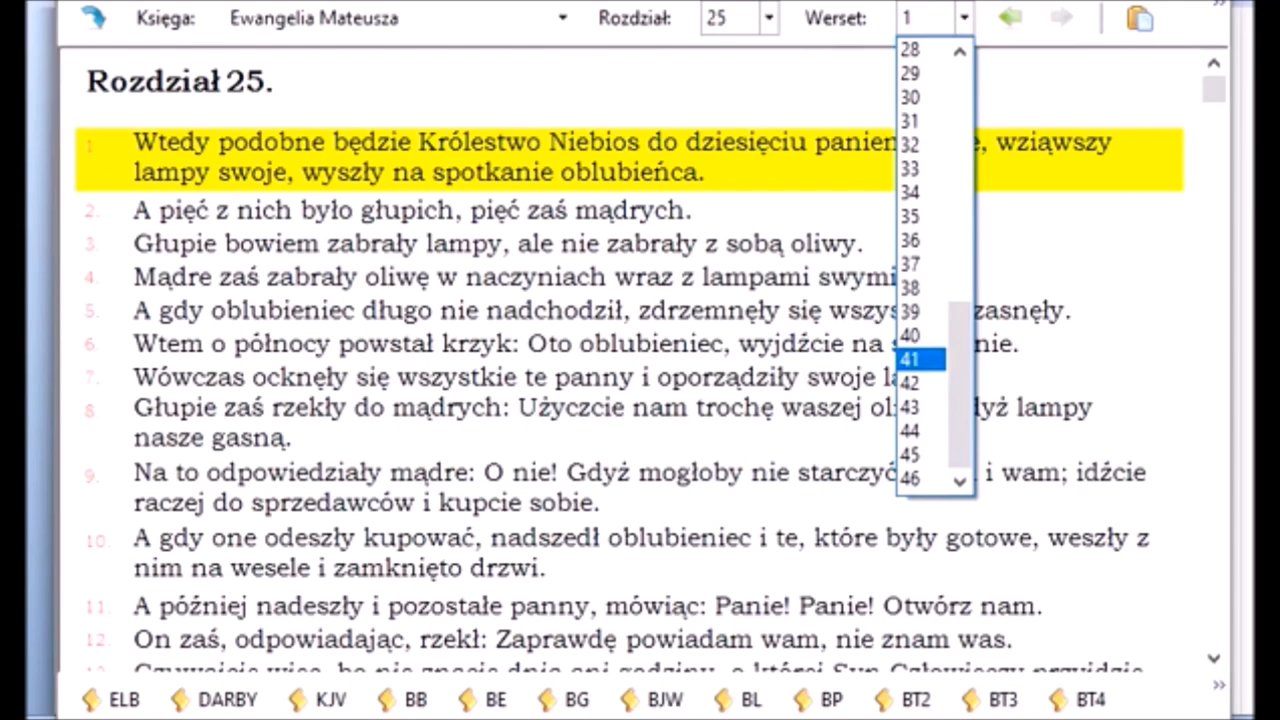 Księga: Ewangelia Mateusza Rozdział: 25 Werset: 1
Rozdział 25.
1 Wtedy podobne będzie Królestwo Niebios do dziesięciu panien wziąwszy
lampy swoje, wyszły na spotkanie oblubieńca.
2. A pięć z nich było głupich, pięć zaś mądrych.
3. Głupie bowiem zabrały lampy, ale nie zabrały z sobą oliwy.
4. Mądre zaś zabrały oliwę w naczyniach wraz z lampami swymi
5. A gdy oblubieniec długo nie nadchodził, zdrzemnęły się zasnęły.
6. Wtem o północy powstał krzyk: Oto oblubieniec, wyjdźcie na
7. Wówczas ocknęły się wszystkie te panny i oporządziły swoje
8 Głupie zaś rzekły do mądrych: Użyczcie nam trochę waszej lampy
nasze gasną.
9. Na to odpowiedziały mądre: O nie! Gdyż mogłoby nie i wam; idźcie
raczej do sprzedawców i kupcie sobie.
10. A gdy one odeszły kupować, nadszedł oblubieniec i te, które były gotowe, weszły z
nim na wesele i zamknięto drzwi.
11. A później nadeszły i pozostałe panny, mówiąc: Panie! Panie! Otwórz nam.
12. On zaś, odpowiadając, rzekł: Zaprawdę powiadam wam, nie znam was.
28
29
30
31
32
33
34
35
36
37
38
39
40
41
42
43
44
45
46
ELB DARBY KJV BB BE BG BJW BL BP BT2 BT3 BT4